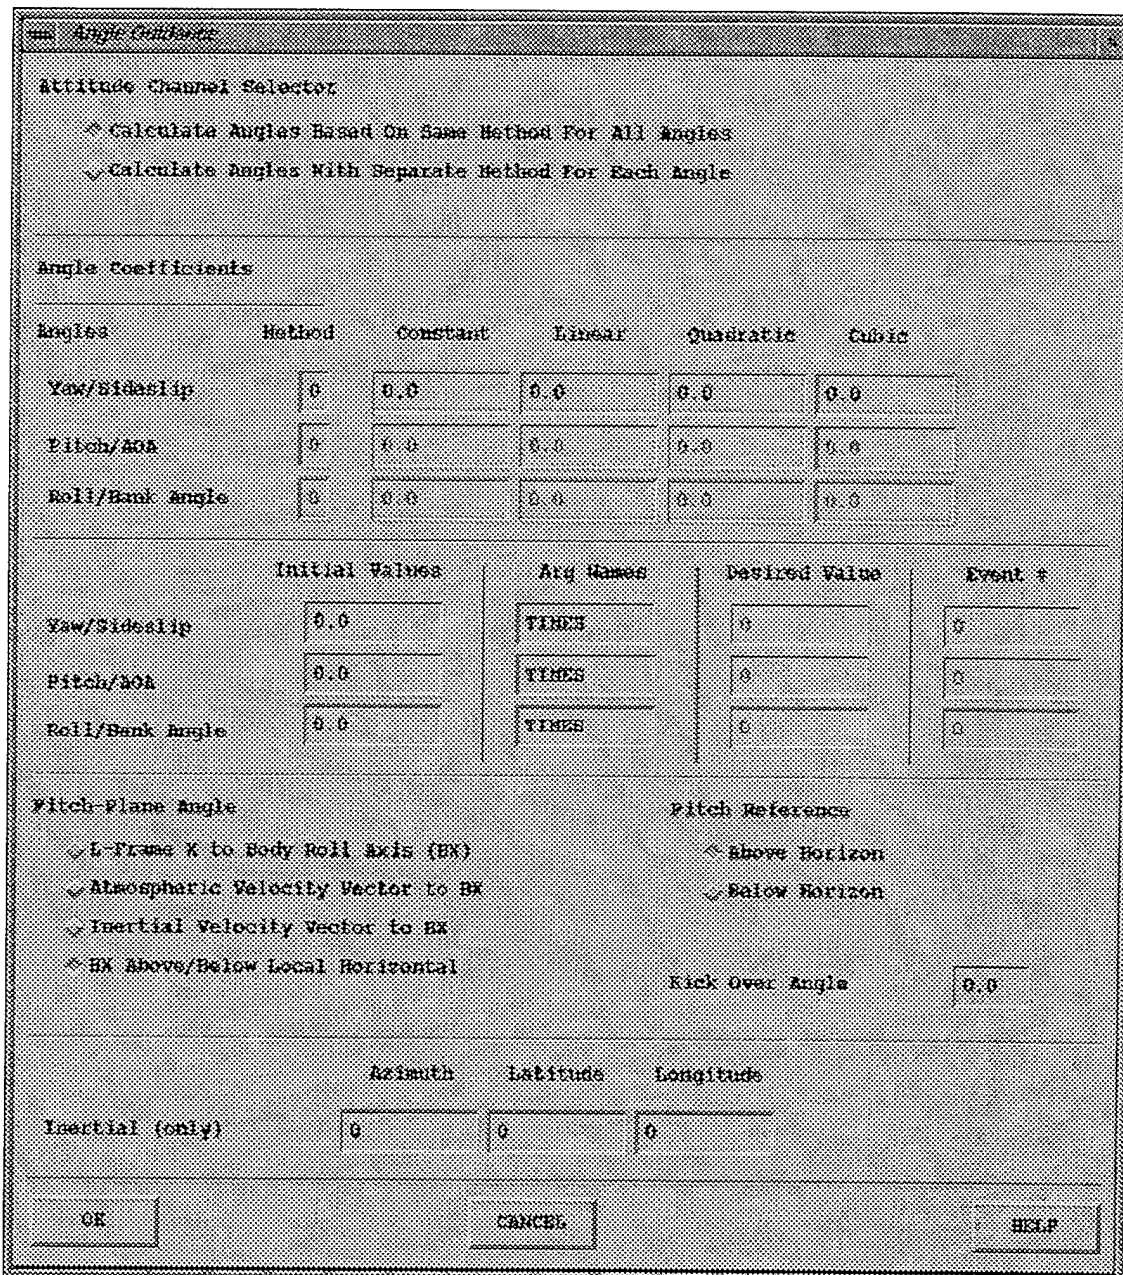 Angle Guidance
Attitude Channel Selector
Calculate Angles Based On Same Method For All Angles
Calculate Angles With Separate Method For Each Angle
Angle Coefficients
Angles Method Constant Linear Quadratic Cubic
Yaw/Sideslip 0 0.0 0.0 0.0 0.0
Pitch/AOA 0 0.0 0.0 0.0 0.0
Roll/Bank Angle 0 0.0 0.0 0.0 0.0
Initial Values Arg Names Desired Value Event #
Yaw/Sideslip 0.0 TIMES 0 0
Pitch/AOA 0.0 TIMES 0 0
Roll/Bank Angle 0.0 TIMES 0 0
Pitch-Plane Angle Pitch Reference
L-Frame X to Body Roll Axis (BX) Above Horizon
Atmospheric Velocity Vector to BX Below Horizon
Inertial Velocity Vector to BX
BX Above/Below Local Horizontal
Kick Over Angle 0.0
Azimuth Latitude Longitude
Inertial (only) 0 0 0
OK CANCEL HELP